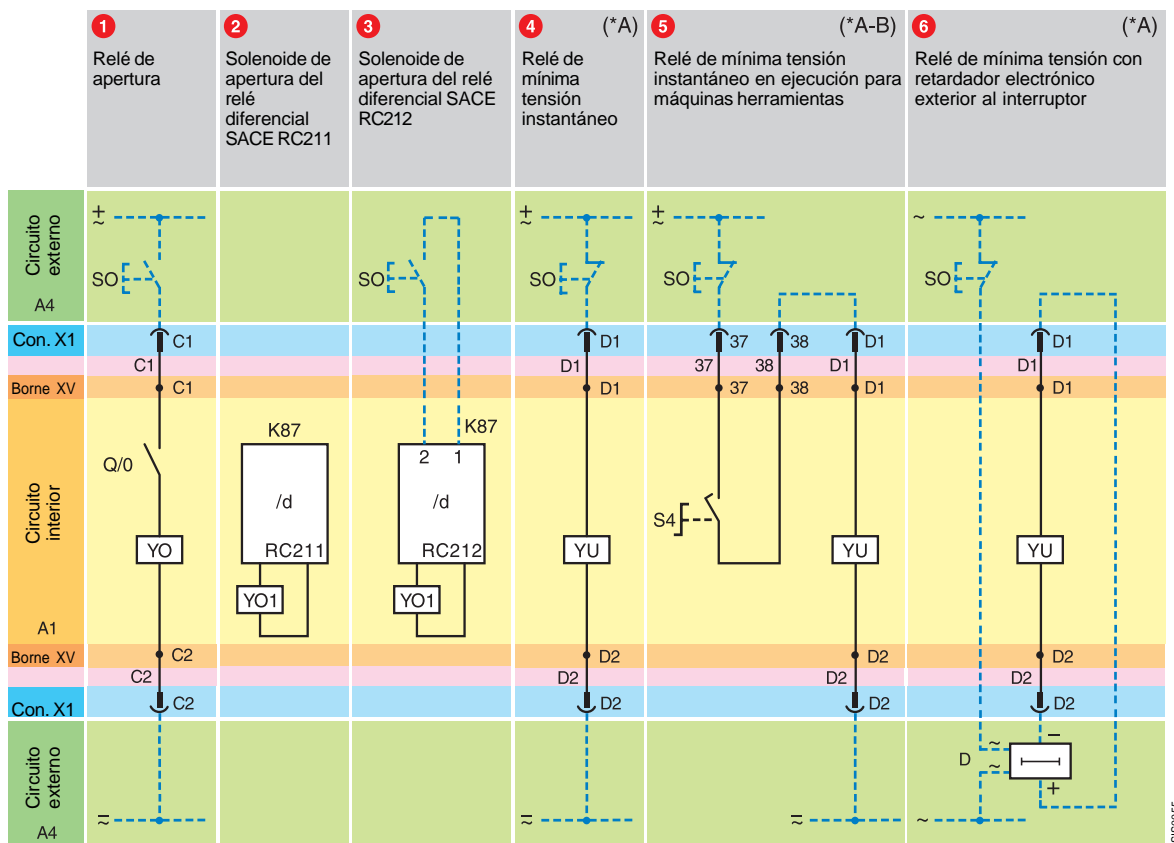 1
Relé de
apertura
2
Solenoide de
apertura del
relé
diferencial
SACE RC211
3
Solenoide de
apertura del relé
diferencial SACE
RC212
4 (*A)
Relé de
mínima
tensión
instantáneo
5 (*A-B)
Relé de mínima tensión
instantáneo en ejecución para
máquinas herramientas
6 (*A)
Relé de mínima tensión con
retardador electrónico
exterior al interruptor
Circuito
externo
A4
SO
SO
SO
SO
SO
Con. X1
C1
D1
37
38
D1
D1
C1
D1
37
38
D1
D1
Borne XV
C1
D1
37
38
D1
D1
Circuito
interior
A1
Q/0
YO
K87
/d
RC211
YO1
K87
2 1
/d
RC212
YO1
YU
S4
YU
YU
Borne XV
C2
D2
D2
D2
C2
D2
D2
D2
Con. X1
C2
D2
D2
D2
Circuito
externo
A4
D
~
~
−
+